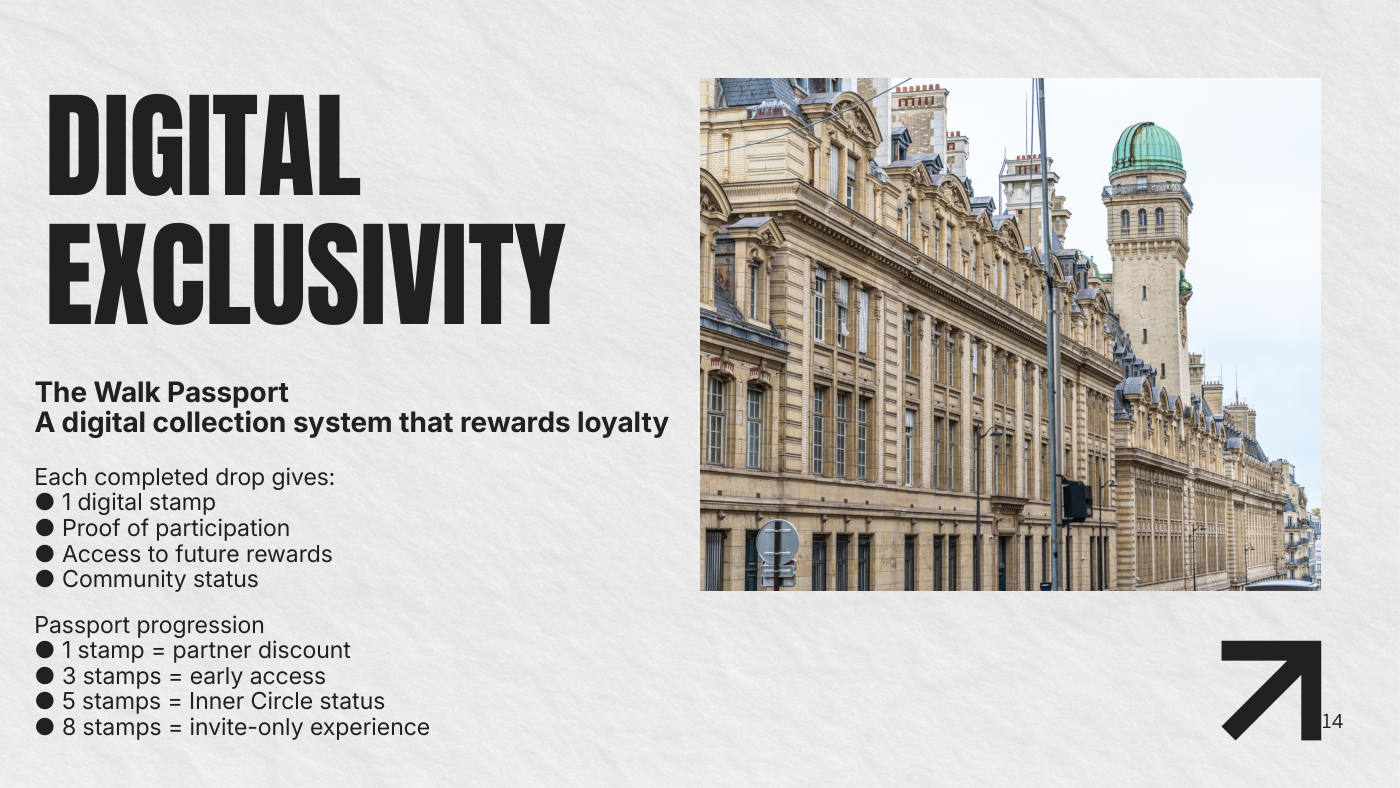 DIGITAL
EXCLUSIVITY
The Walk Passport
A digital collection system that rewards loyalty
Each completed drop gives:
● 1 digital stamp
● Proof of participation
● Access to future rewards
● Community status
Passport progression
● 1 stamp = partner discount
● 3 stamps = early access
● 5 stamps = Inner Circle status
● 8 stamps = invite-only experience
14